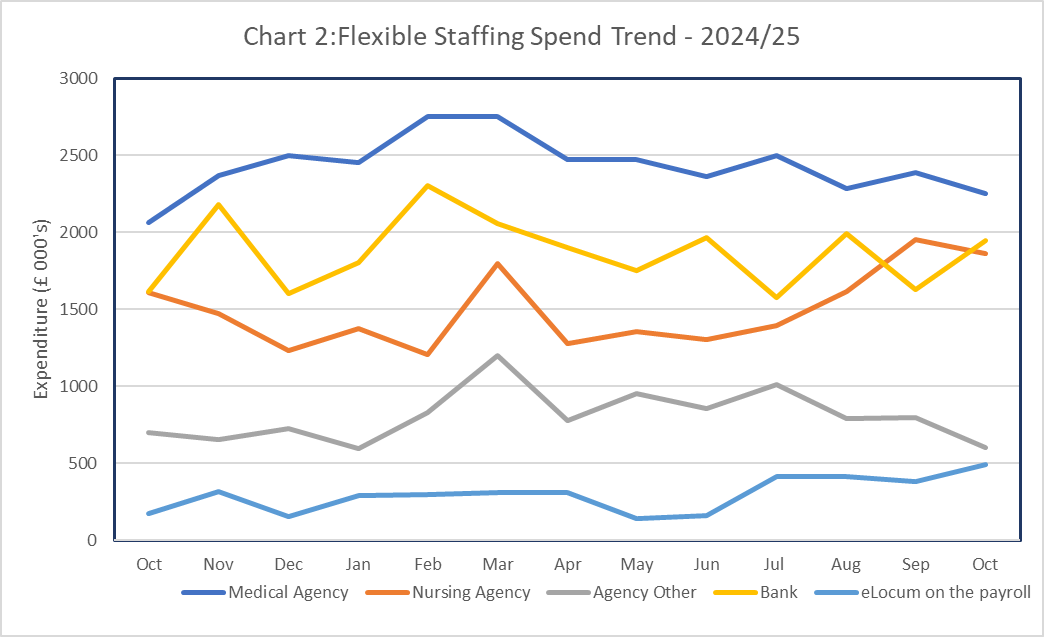 Chart 2:Flexible Staffing Spend Trend - 2024/25
Expenditure (£ 000's)
3000
2500
2000
1500
1000
500
0
Oct Nov Dec Jan Feb Mar Apr May Jun Jul Aug Sep Oct
Medical Agency Nursing Agency Agency Other Bank eLocum on the payroll